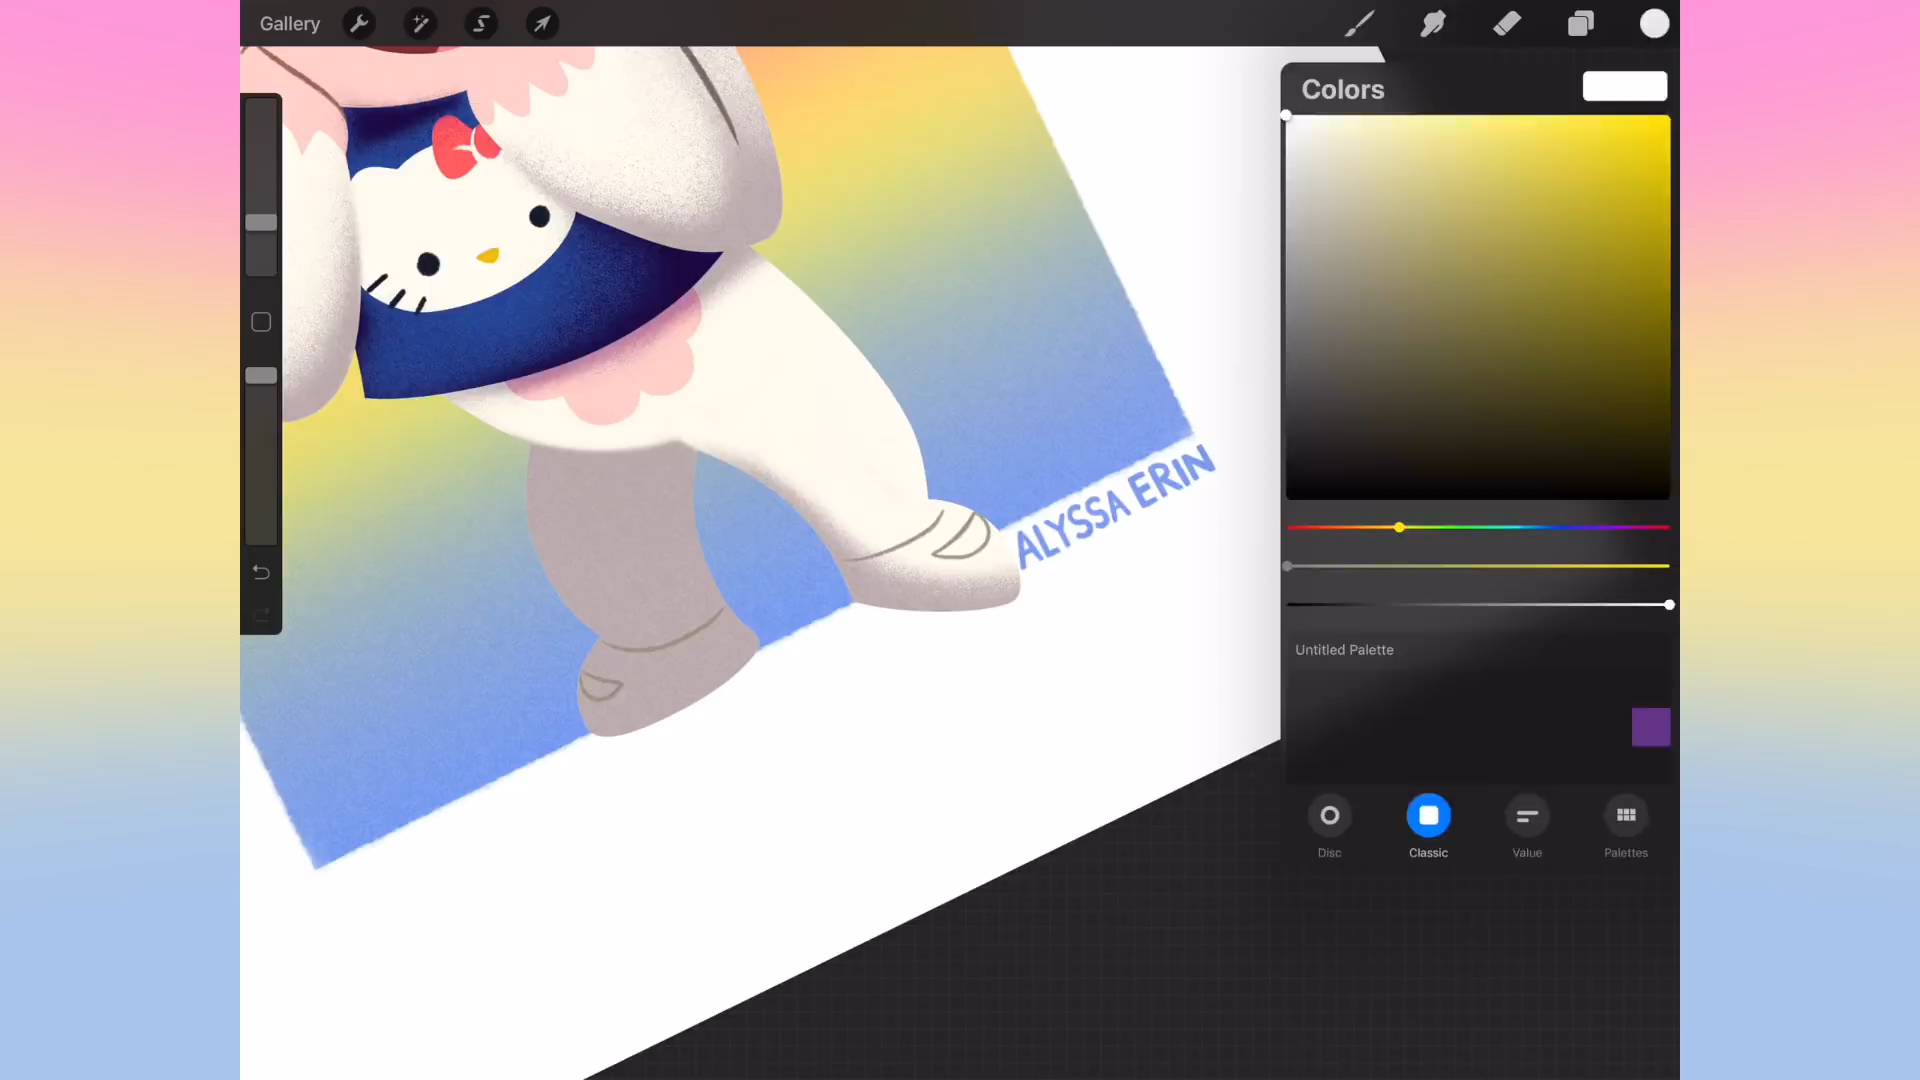 Gallery
Colors
ALYSSA ERIN
Untitled Palette
Disc
Classic
Value
Palettes